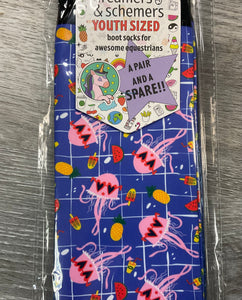 dreamers
& schemers
YOUTH SIZED
boot socks for
awesome equestrians
A PAIR
AND A
SPARE!!